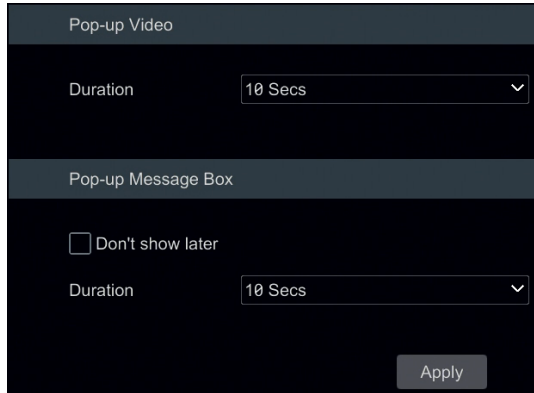 Pop-up Video
Duration 10 Secs
Pop-up Message Box
Don't show later
Duration 10 Secs
Apply